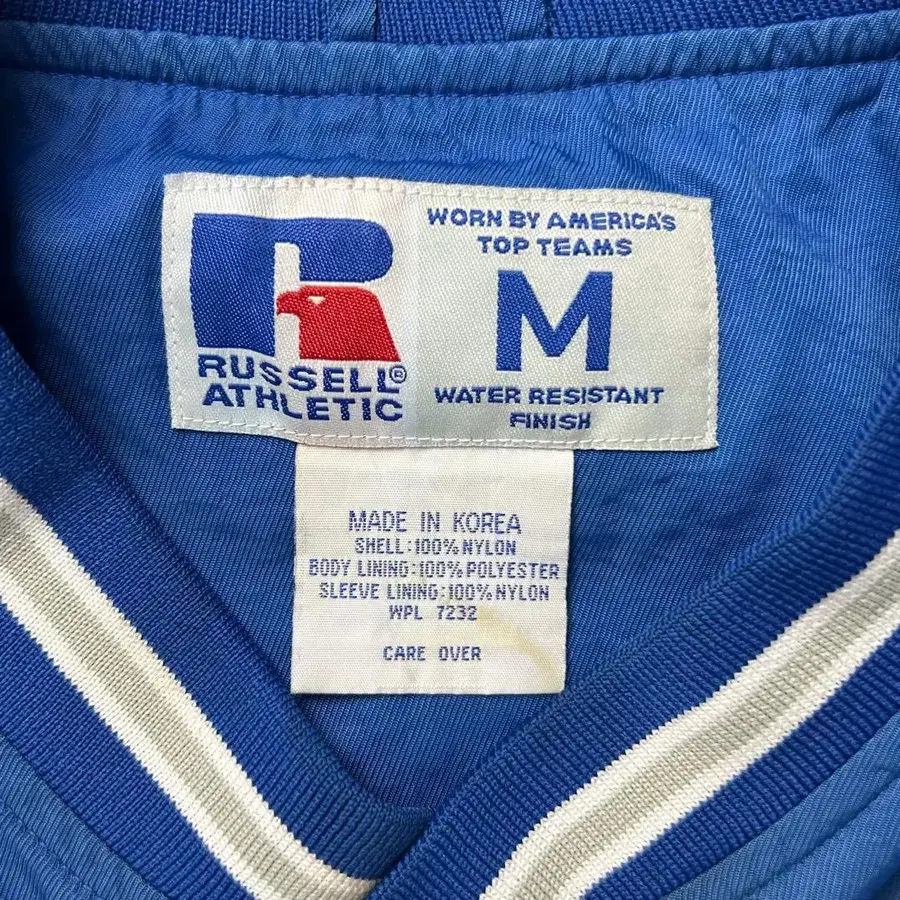 RUSSELL®
ATHLETIC
WORN BY AMERICA'S
TOP TEAMS
M
WATER RESISTANT
FINISH
MADE IN KOREA
SHELL:100%NYLON
BODY LINING:100%POLYESTER
SLEEVE LINING:100%NYLON
WPL 7232
CARE OVER